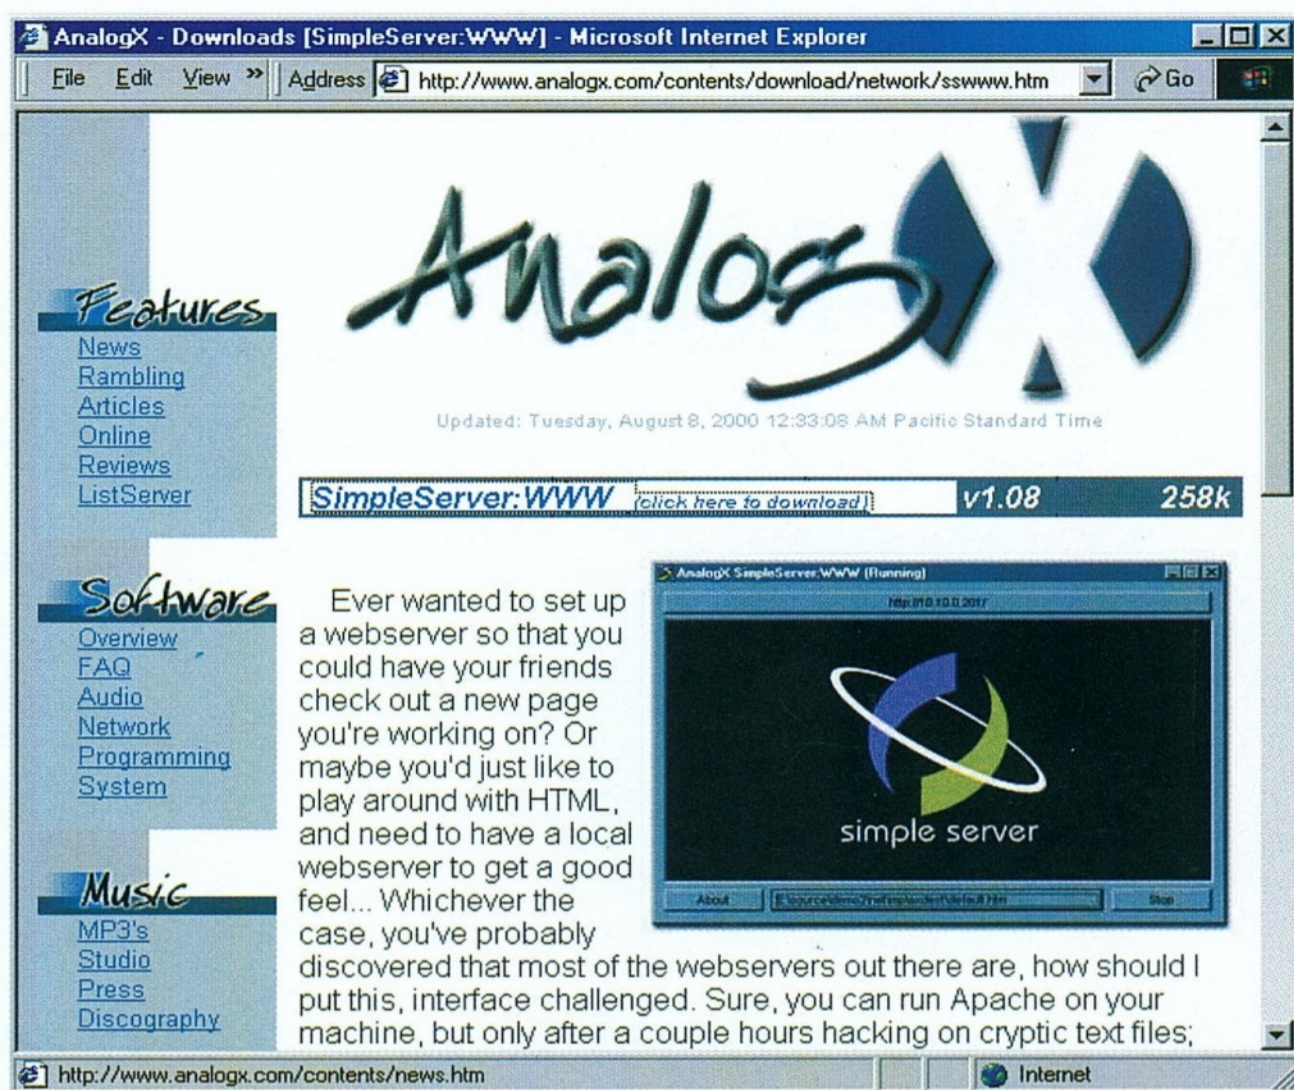 AnalogX - Downloads [SimpleServer:WWW] - Microsoft Internet Explorer
File Edit View » Address http://www.analogx.com/contents/download/network/sswww.htm Go
AnalogX
Updated: Tuesday, August 8, 2000 12:33:08 AM Pacific Standard Time
Features
News
Rambling
Articles
Online
Reviews
ListServer
SimpleServer:WWW (click here to download) v1.08 258k
Software
Overview
FAQ
Audio
Network
Programming
System
Music
MP3's
Studio
Press
Discography
AnalogX SimpleServer:WWW (Running)
simple server
About
Stop
Ever wanted to set up
a webserver so that you
could have your friends
check out a new page
you're working on? Or
maybe you'd just like to
play around with HTML,
and need to have a local
webserver to get a good
feel... Whichever the
case, you've probably
discovered that most of the webservers out there are, how should I
put this, interface challenged. Sure, you can run Apache on your
machine, but only after a couple hours hacking on cryptic text files;
http://www.analogx.com/contents/news.htm Internet